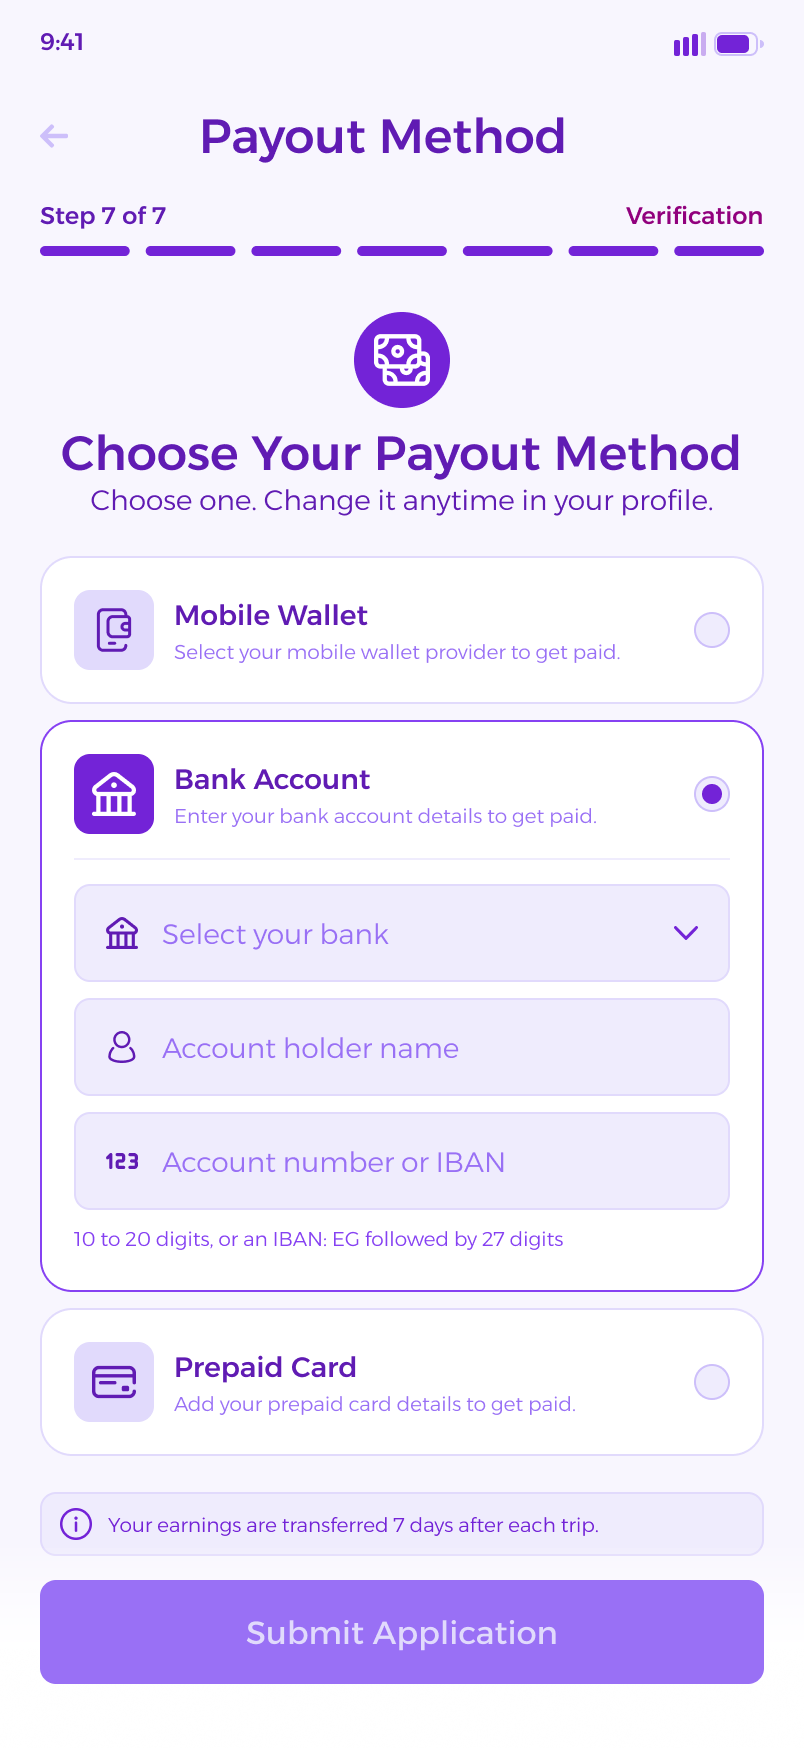 9:41
Payout Method
Step 7 of 7
Verification
Choose Your Payout Method
Choose one. Change it anytime in your profile.
Mobile Wallet
Select your mobile wallet provider to get paid.
Bank Account
Enter your bank account details to get paid.
Select your bank
Account holder name
123 Account number or IBAN
10 to 20 digits, or an IBAN: EG followed by 27 digits
Prepaid Card
Add your prepaid card details to get paid.
Your earnings are transferred 7 days after each trip.
Submit Application